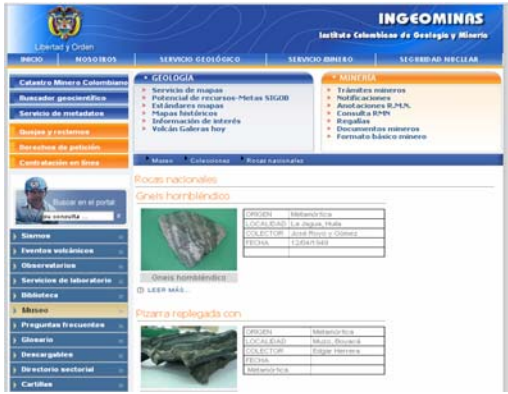 Libertad y Orden
INGEOMINAS
Instituto Colombiano de Geología y Minería
INICIO
NOSOTROS
SERVICIO GEOLÓGICO
SERVICIO MINERO
SEGURIDAD NUCLEAR
Catastro Minero Colombiano
Buscador geocientífico
Servicio de metadatos
Quejas y reclamos
Derechos de petición
Contratación en línea
GEOLOGÍA
Servicio de mapas
Potencial de recursos-Metas SIGOB
Estándares mapas
Mapas históricos
Información de interés
Volcán Galeras hoy
MINERÍA
Trámites mineros
Notificaciones
Anotaciones R.M.N.
Consulta RMN
Regalías
Documentos mineros
Formato básico minero
Museo Colecciones Rocas nacionales
Buscar en el portal
su consulta ...
Sismos
Eventos volcánicos
Observatorios
Servicios de laboratorio
Biblioteca
Museo
Preguntas frecuentes
Glosario
Descargables
Directorio sectorial
Cartillas
Rocas nacionales
Gneis hornbléndico
ORIGEN Metamórfica
LOCALIDAD La Jagua, Huila
COLECTOR José Royo y Gómez
FECHA 12/04/1949
Gneis hornbléndico
LEER MÁS...
Pizarra replegada con
ORIGEN Metamórfica
LOCALIDAD Muzo, Boyacá
COLECTOR Edgar Herrera
FECHA
Metamórfica